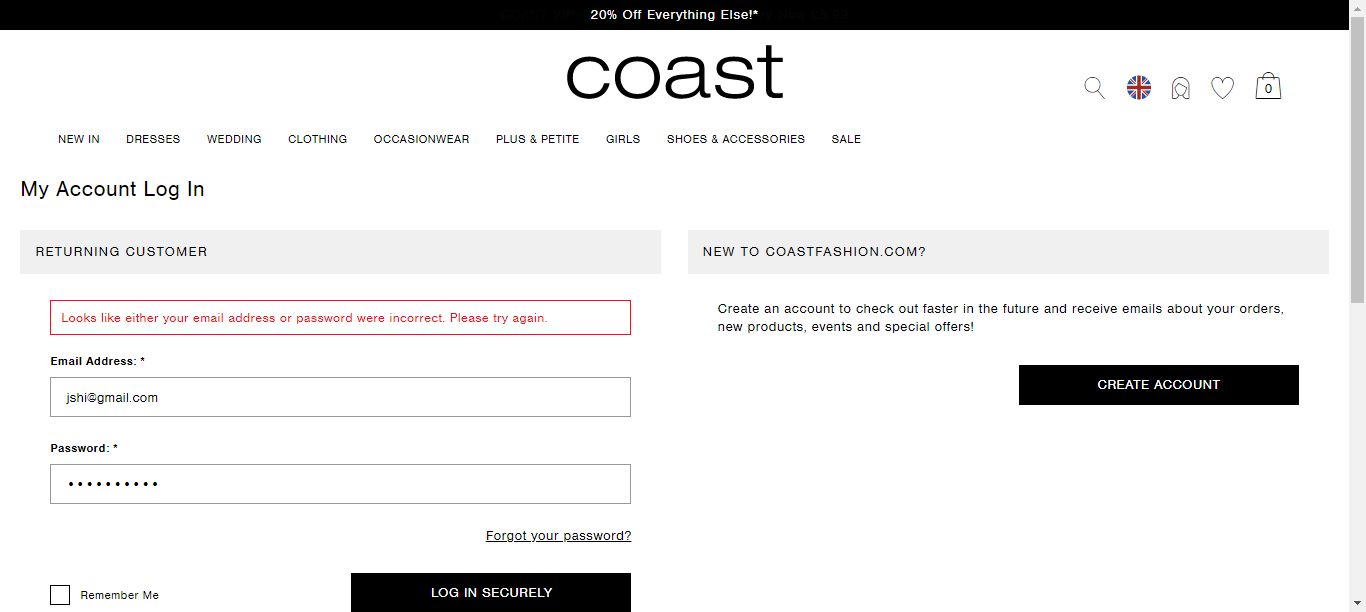 20% Off Everything Else!*
coast
0
NEW IN DRESSES WEDDING CLOTHING OCCASIONWEAR PLUS & PETITE GIRLS SHOES & ACCESSORIES SALE
My Account Log In
RETURNING CUSTOMER
Looks like either your email address or password were incorrect. Please try again.
Email Address: *
jshi@gmail.com
Password: *
••••••••••
Forgot your password?
Remember Me
LOG IN SECURELY
NEW TO COASTFASHION.COM?
Create an account to check out faster in the future and receive emails about your orders,
new products, events and special offers!
CREATE ACCOUNT